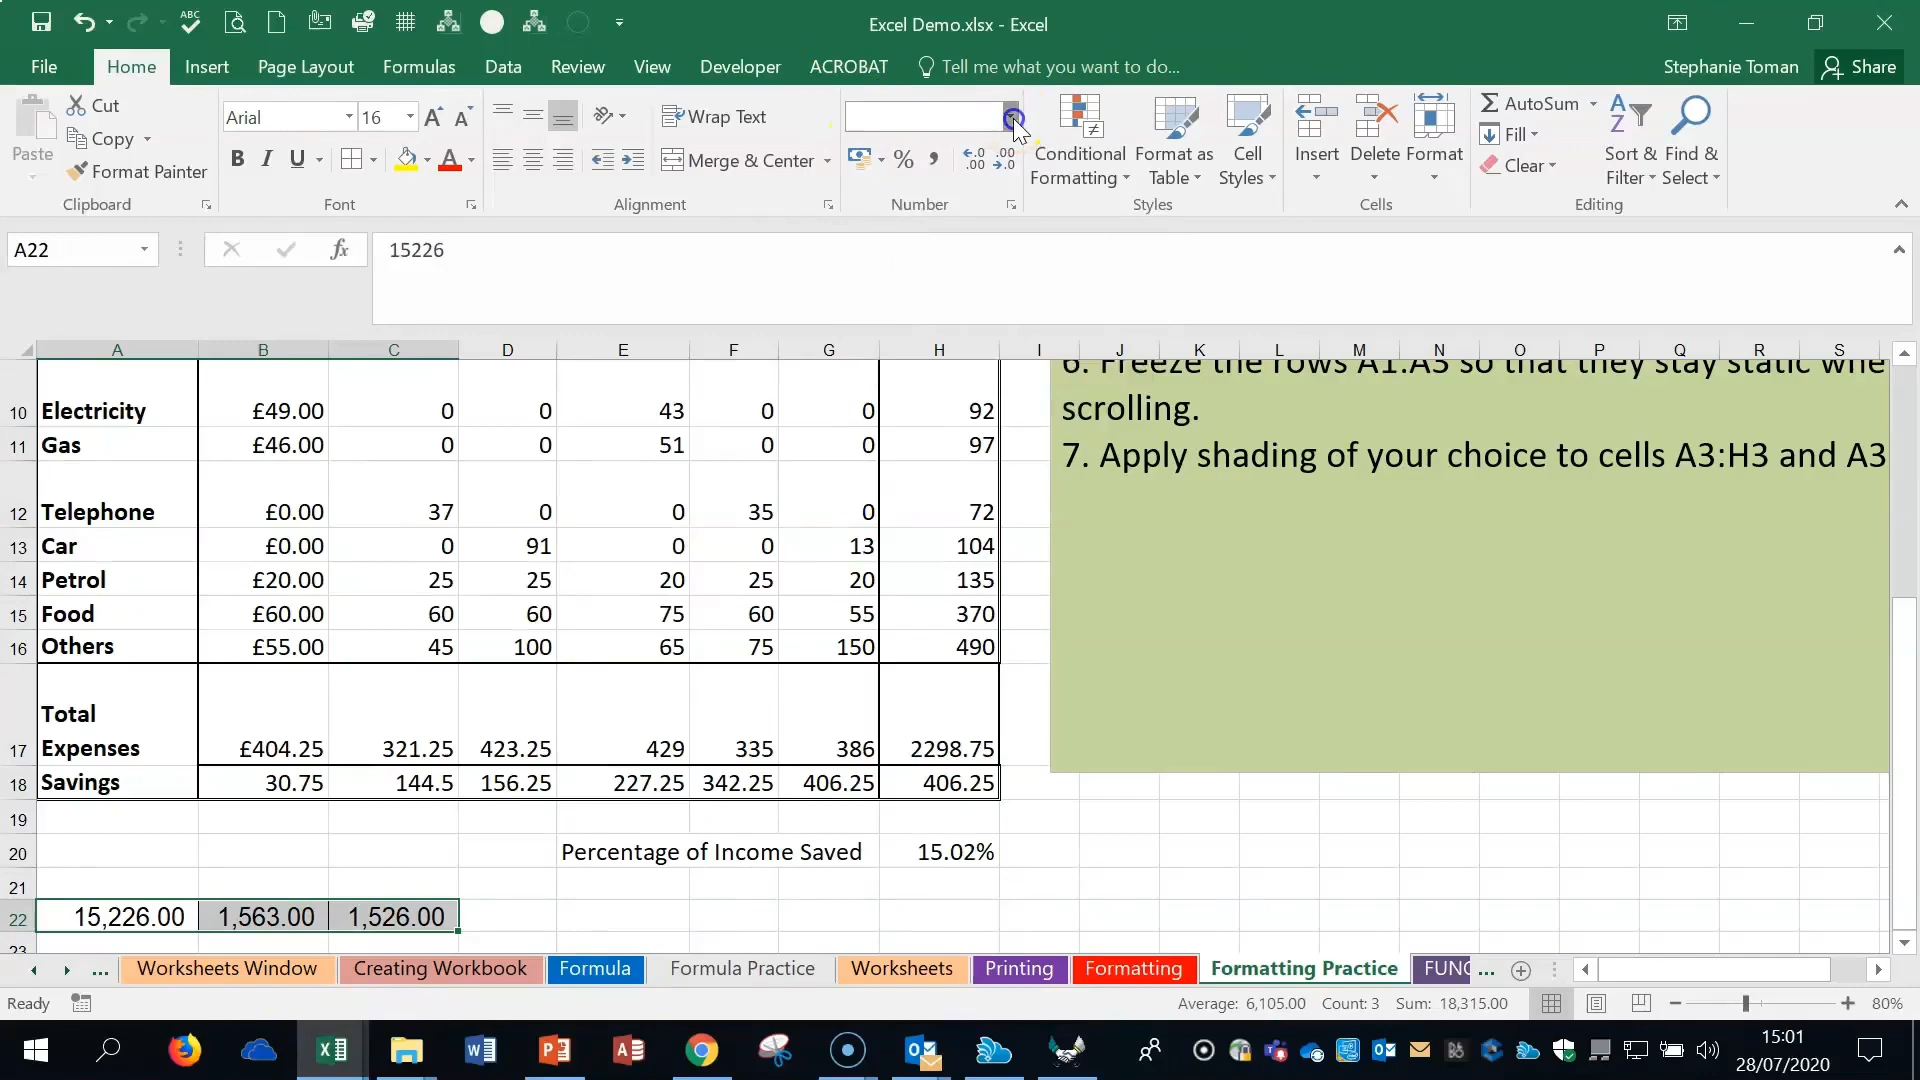 Excel Demo.xlsx - Excel
File Home Insert Page Layout Formulas Data Review View Developer ACROBAT Tell me what you want to do... Stephanie Toman Share
Paste
Cut
Copy
Format Painter
Clipboard
Arial 16
B I U
Font
Wrap Text
Merge & Center
Alignment
Number
Conditional Formatting
Format as Table
Cell Styles
Styles
Insert Delete Format
Cells
AutoSum
Fill
Clear
Sort & Filter
Find & Select
Editing
A22 fx 15226
A B C D E F G H I J K L M N O P Q R S
10 Electricity £49.00 0 0 43 0 0 92
11 Gas £46.00 0 0 51 0 0 97
12 Telephone £0.00 37 0 0 35 0 72
13 Car £0.00 0 91 0 0 13 104
14 Petrol £20.00 25 25 20 25 20 135
15 Food £60.00 60 60 75 60 55 370
16 Others £55.00 45 100 65 75 150 490
17 Total Expenses £404.25 321.25 423.25 429 335 386 2298.75
18 Savings 30.75 144.5 156.25 227.25 342.25 406.25 406.25
19
20 Percentage of Income Saved 15.02%
21
22 15,226.00 1,563.00 1,526.00
23
6. Freeze the rows A1:A3 so that they stay static whe
scrolling.
7. Apply shading of your choice to cells A3:H3 and A3
... Worksheets Window Creating Workbook Formula Formula Practice Worksheets Printing Formatting Formatting Practice FUNC ...
Ready Average: 6,105.00 Count: 3 Sum: 18,315.00 80%
15:01
28/07/2020